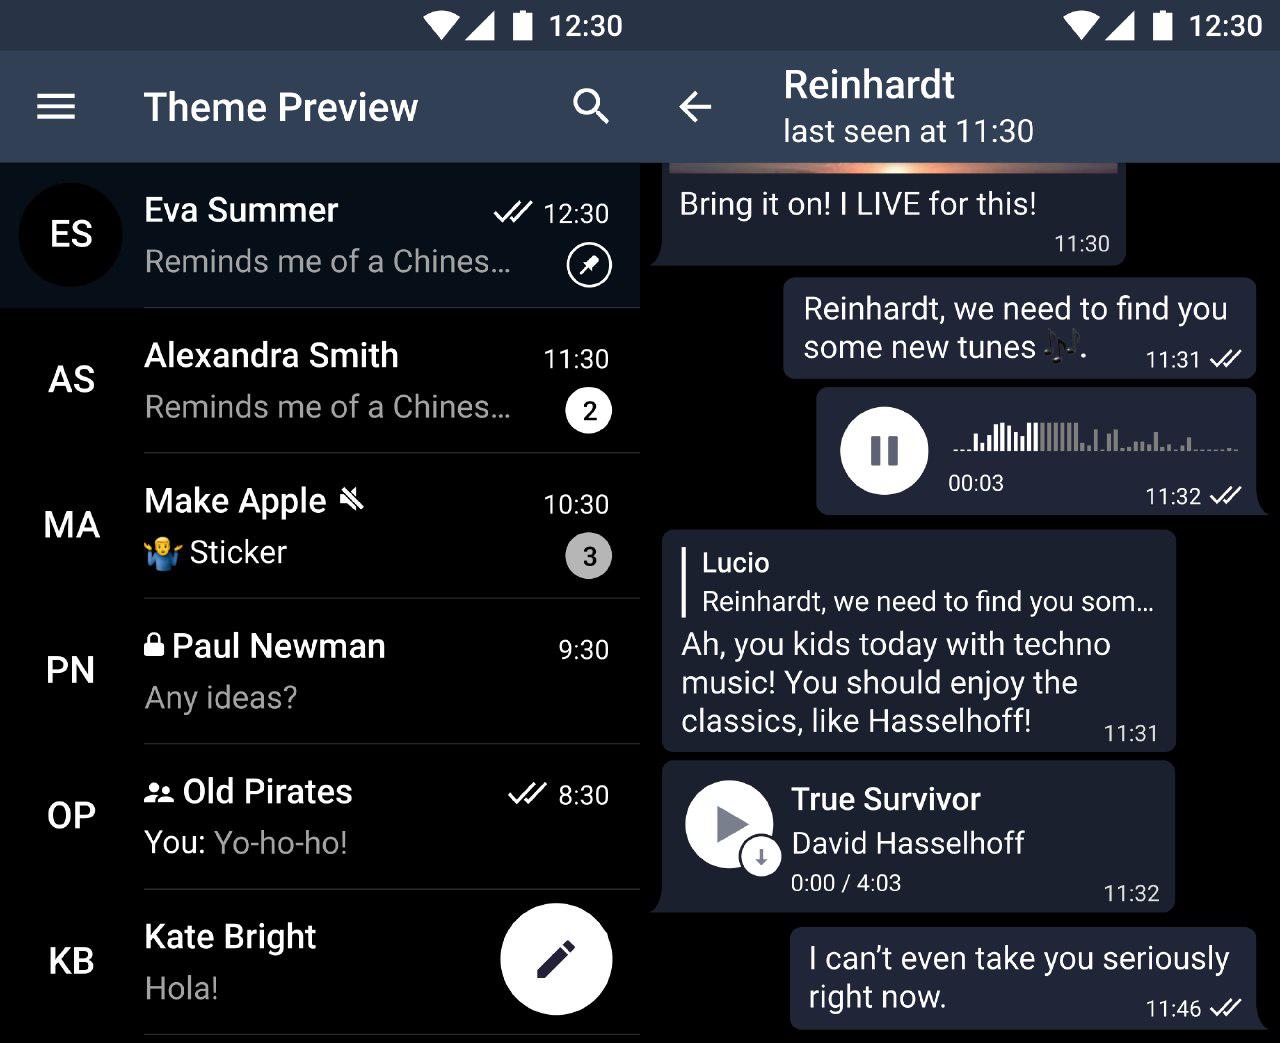 12:30
Theme Preview
ES
Eva Summer
12:30
Reminds me of a Chines...
AS
Alexandra Smith
11:30
Reminds me of a Chines...
2
MA
Make Apple
10:30
Sticker
3
PN
Paul Newman
9:30
Any ideas?
OP
Old Pirates
8:30
You: Yo-ho-ho!
KB
Kate Bright
Hola!
12:30
Reinhardt
last seen at 11:30
Bring it on! I LIVE for this!
11:30
Reinhardt, we need to find you
some new tunes 🎶.
11:31
00:03
11:32
Lucio
Reinhardt, we need to find you som...
Ah, you kids today with techno
music! You should enjoy the
classics, like Hasselhoff!
11:31
True Survivor
David Hasselhoff
0:00 / 4:03
11:32
I can’t even take you seriously
right now.
11:46